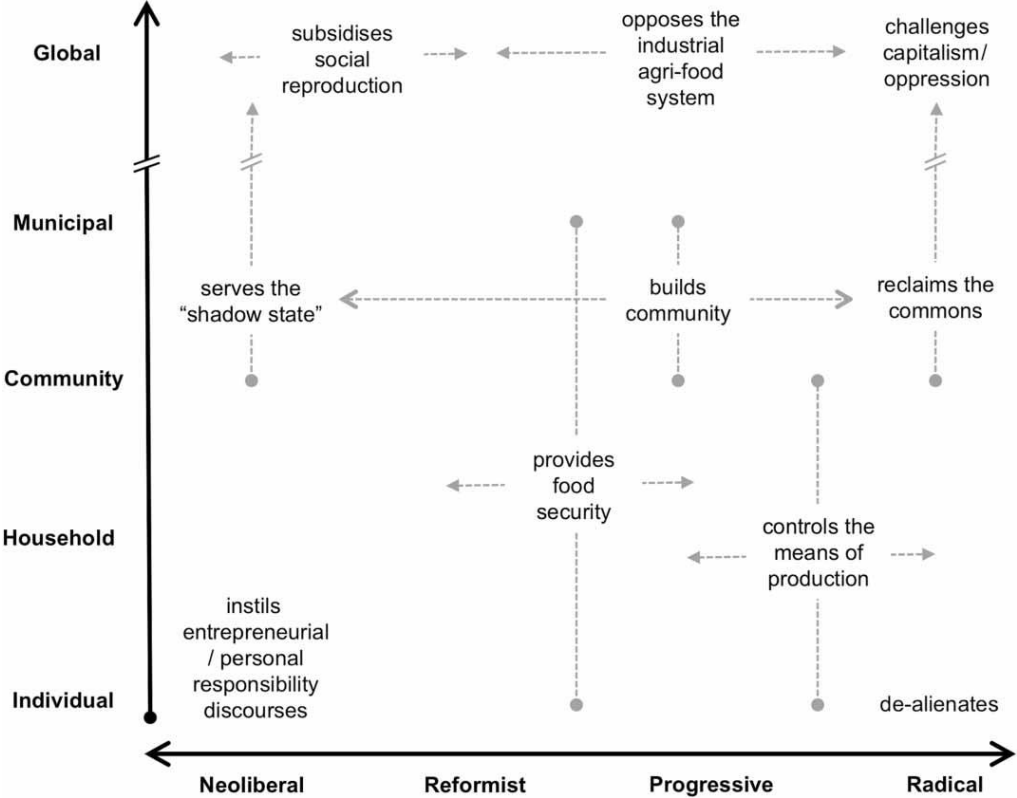 Global
subsidises
social
reproduction
opposes the
industrial
agri-food
system
challenges
capitalism/
oppression
Municipal
serves the
“shadow state”
builds
community
reclaims the
commons
Community
provides
food
security
Household
controls the
means of
production
instils
entrepreneurial
/ personal
responsibility
discourses
Individual
de-alienates
Neoliberal
Reformist
Progressive
Radical